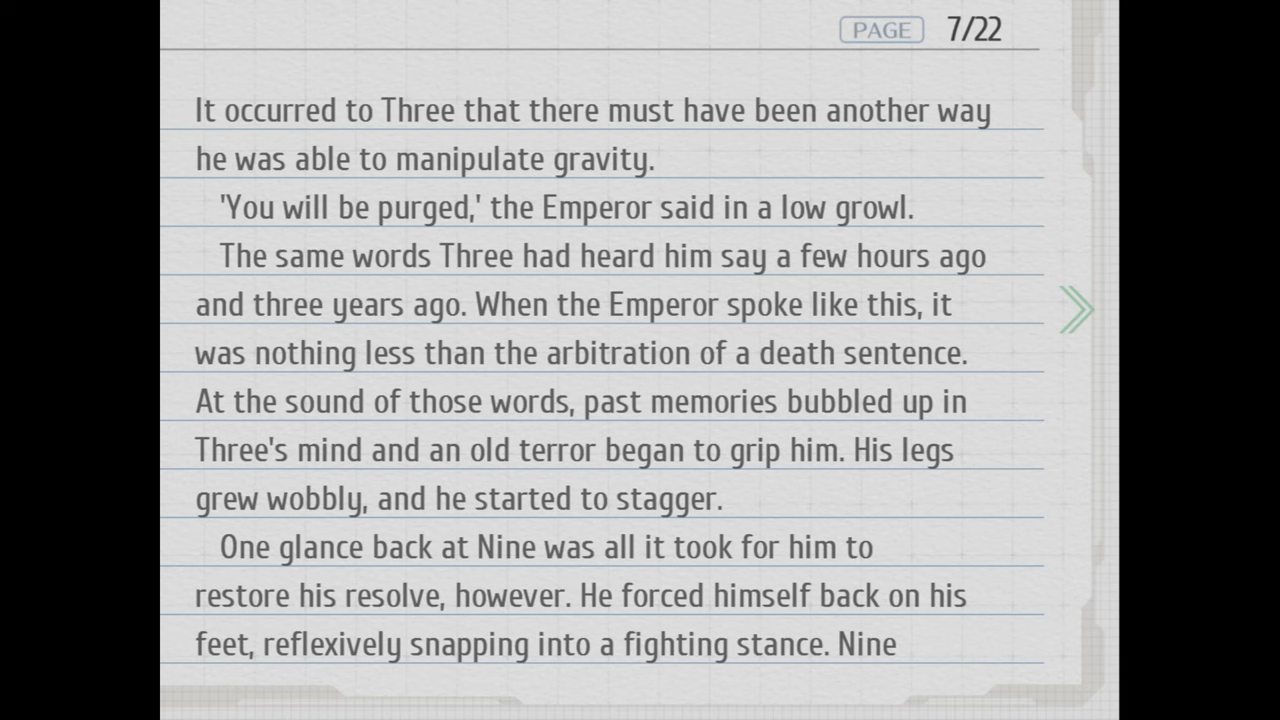 PAGE 7/22
It occurred to Three that there must have been another way
he was able to manipulate gravity.
'You will be purged,' the Emperor said in a low growl.
The same words Three had heard him say a few hours ago
and three years ago. When the Emperor spoke like this, it
was nothing less than the arbitration of a death sentence.
At the sound of those words, past memories bubbled up in
Three's mind and an old terror began to grip him. His legs
grew wobbly, and he started to stagger.
One glance back at Nine was all it took for him to
restore his resolve, however. He forced himself back on his
feet, reflexively snapping into a fighting stance. Nine